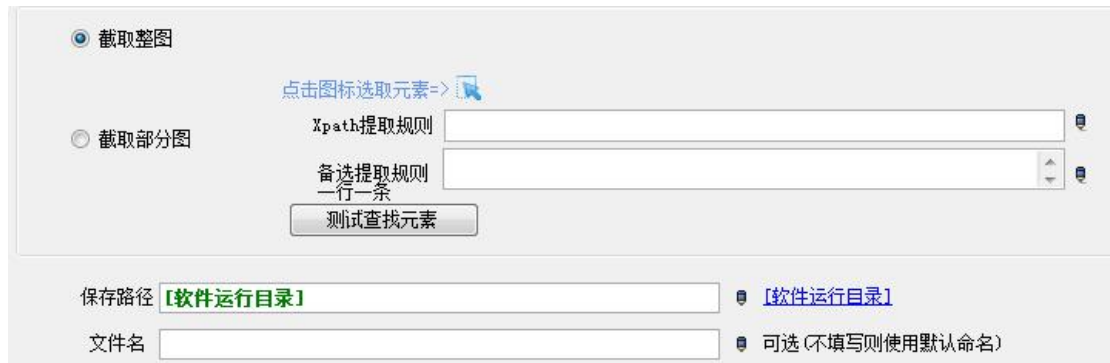 截取整图
点击图标选取元素=>
截取部分图
Xpath提取规则
备选提取规则
一行一条
测试查找元素
保存路径 [软件运行目录] [软件运行目录]
文件名 可选(不填写则使用默认命名)